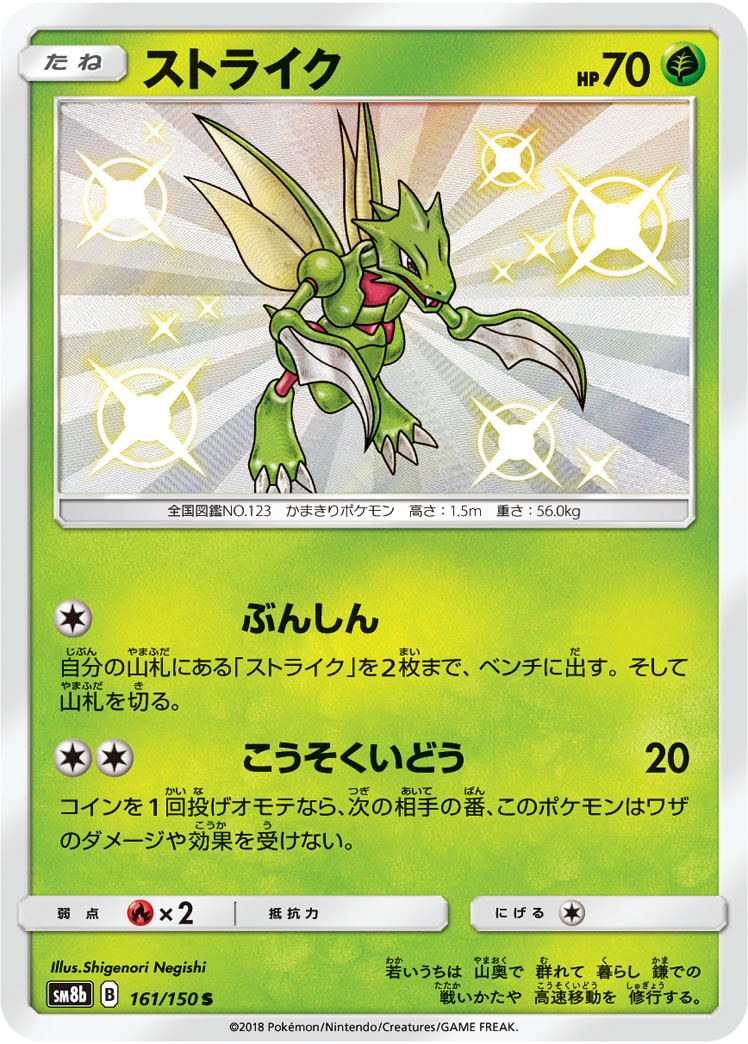 たね ストライク HP70
全国図鑑NO.123 かまきりポケモン 高さ：1.5m 重さ：56.0kg
ぶんしん
自分の山札にある「ストライク」を2枚まで、ベンチに出す。そして
山札を切る。
こうそくいどう 20
コインを1回投げオモテなら、次の相手の番、このポケモンはワザ
のダメージや効果を受けない。
弱点 ×2 抵抗力 にげる
Illus.Shigenori Negishi
若いうちは 山奥で 群れて 暮らし 鎌での
戦いかたや 高速移動を 修行する。
SM8b B 161/150 S
©2018 Pokémon/Nintendo/Creatures/GAME FREAK.